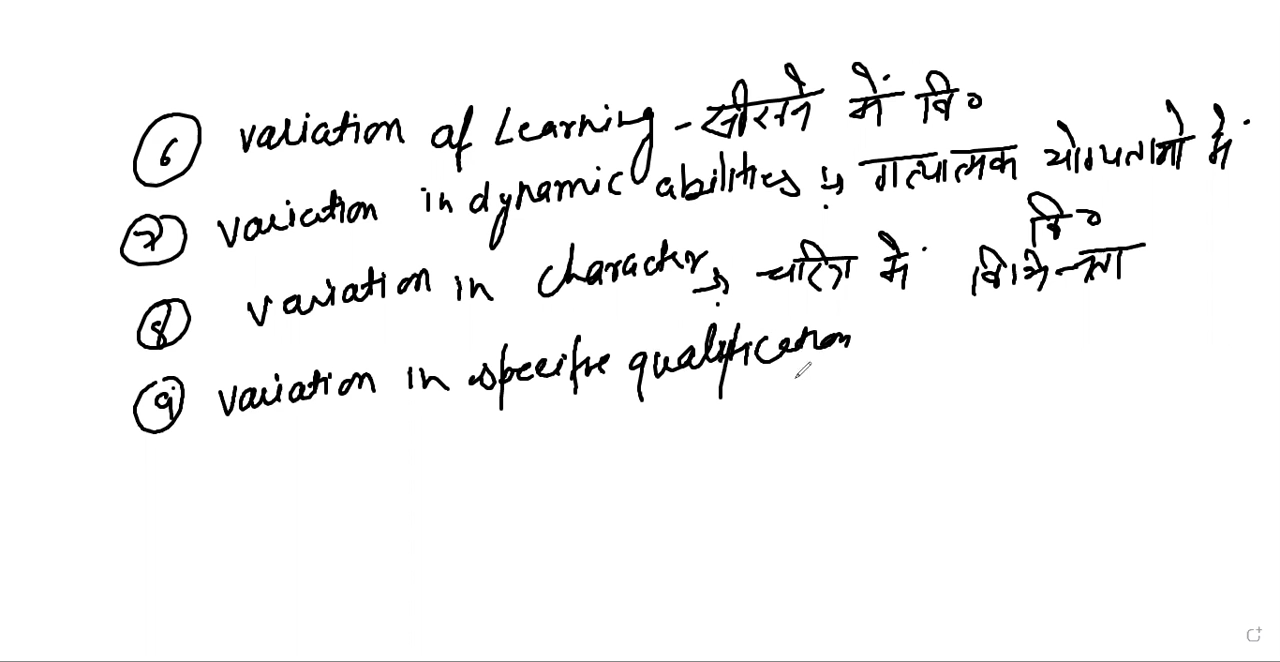 6 variation of Learning - सीखने में वि०
7 variation in dynamic abilities → गत्यात्मक योग्यताओ में
वि०
8 variation in character → चरित्र में विभिन्नता
9 variation in specific qualification